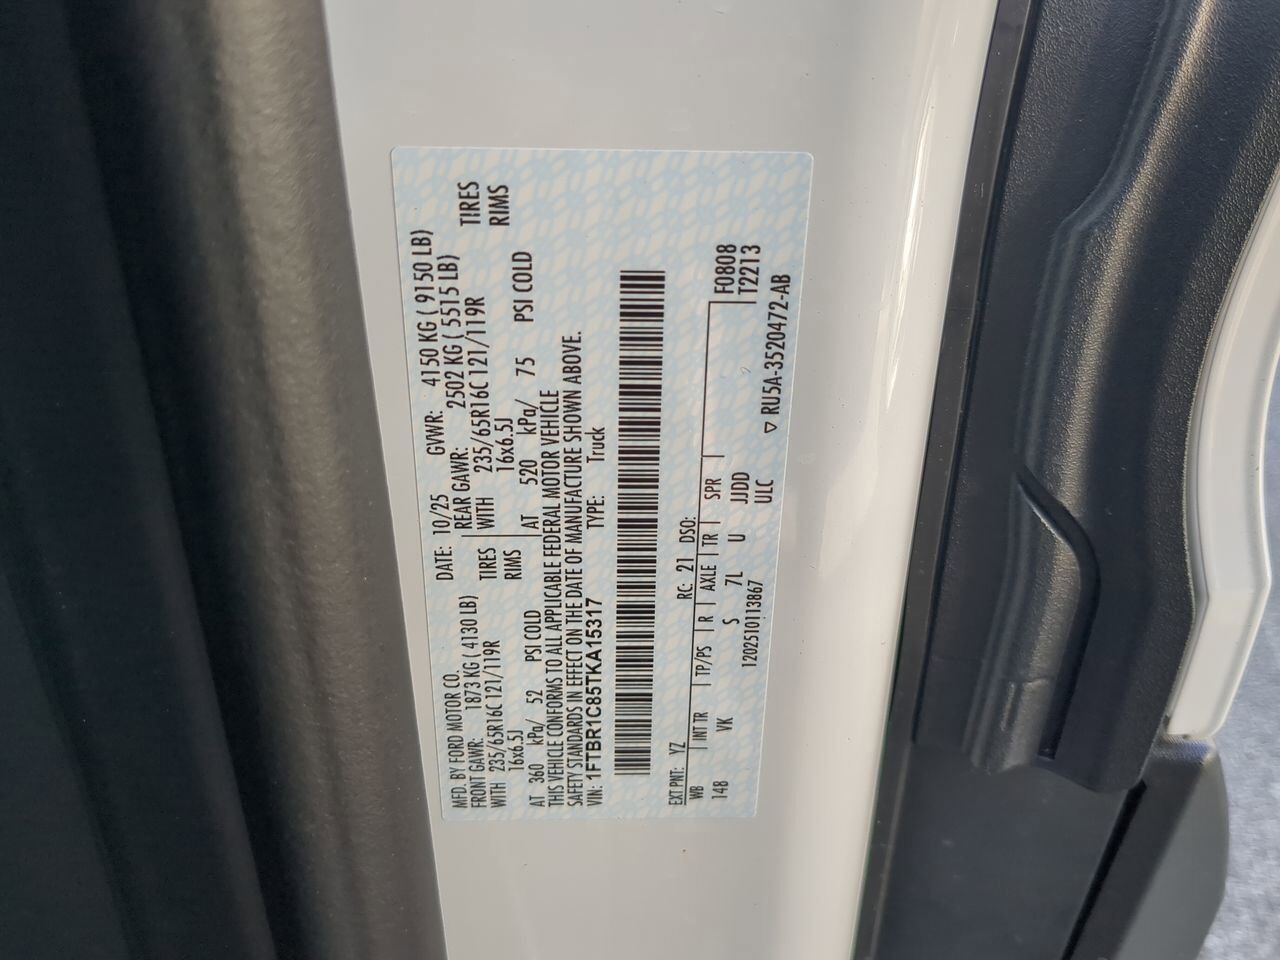 MFD. BY FORD MOTOR CO.
DATE: 10/25 GVWR: 4150 KG ( 9150 LB)
FRONT GAWR: 1873 KG ( 4130 LB) REAR GAWR: 2502 KG ( 5515 LB)
WITH 235/65R16C 121/119R TIRES WITH 235/65R16C 121/119R TIRES
16x6.5J RIMS 16x6.5J RIMS
AT 360 kPa/ 52 PSI COLD AT 520 kPa/ 75 PSI COLD
THIS VEHICLE CONFORMS TO ALL APPLICABLE FEDERAL MOTOR VEHICLE
SAFETY STANDARDS IN EFFECT ON THE DATE OF MANUFACTURE SHOWN ABOVE.
VIN: 1FTBR1C85TKA15317 TYPE: Truck
EXT PNT: YZ RC: 21 DSO: F0808
WB INT TR TP/PS R AXLE TR SPR T2213
148 VK S 7L U JJDD
1202510113867 ULC ▽ RU5A-3520472-AB